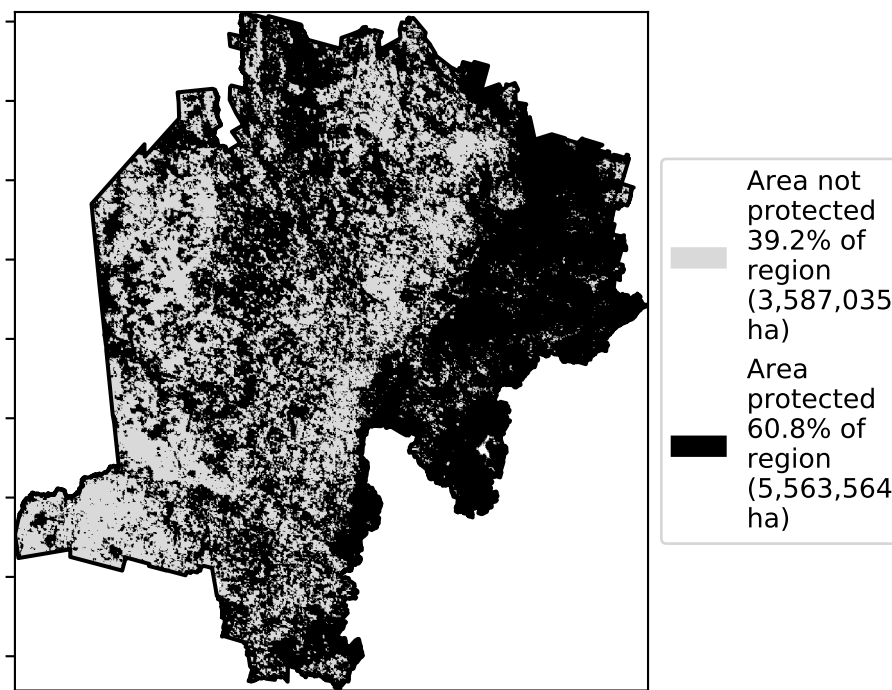 Area not
protected
39.2% of
region
(3,587,035
ha)
Area
protected
60.8% of
region
(5,563,564
ha)